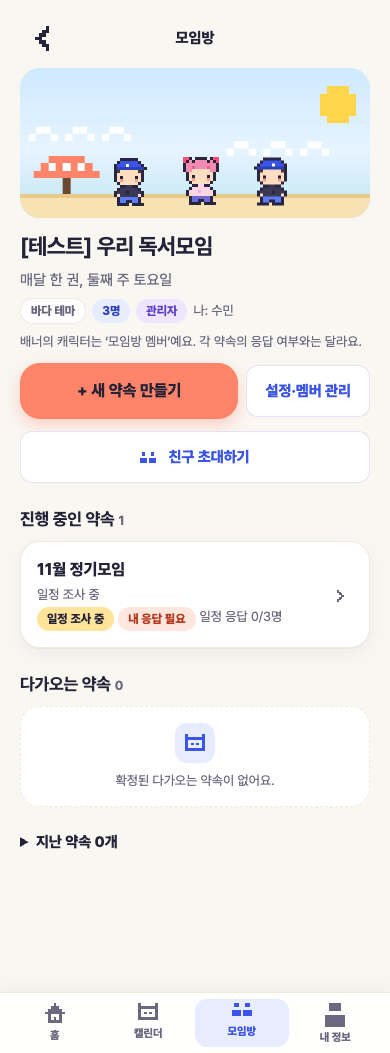 모임방
[테스트] 우리 독서모임
매달 한 권, 둘째 주 토요일
바다 테마 3명 관리자 나: 수민
배너의 캐릭터는 '모임방 멤버'예요. 각 약속의 응답 여부와는 달라요.
+ 새 약속 만들기 설정·멤버 관리
친구 초대하기
진행 중인 약속 1
11월 정기모임
일정 조사 중
일정 조사 중 내 응답 필요 일정 응답 0/3명
다가오는 약속 0
확정된 다가오는 약속이 없어요.
▶ 지난 약속 0개
홈 캘린더 모임방 내 정보